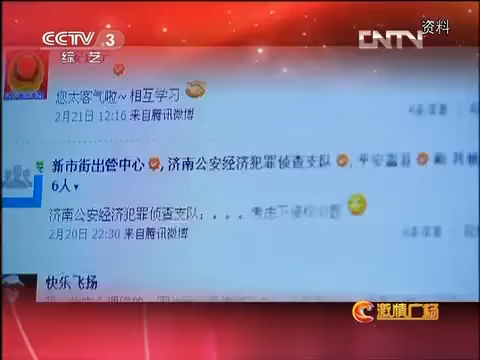 CCTV 3
综艺
资料
CNTV
您太客气啦~相互学习
2月21日 12:16 来自腾讯微博
新市街出管中心，济南公安经济犯罪侦查支队，平安
6人
济南公安经济犯罪侦查支队：。。。考虑不
2月20日 22:30 来自腾讯微博
快乐飞扬
激情广场